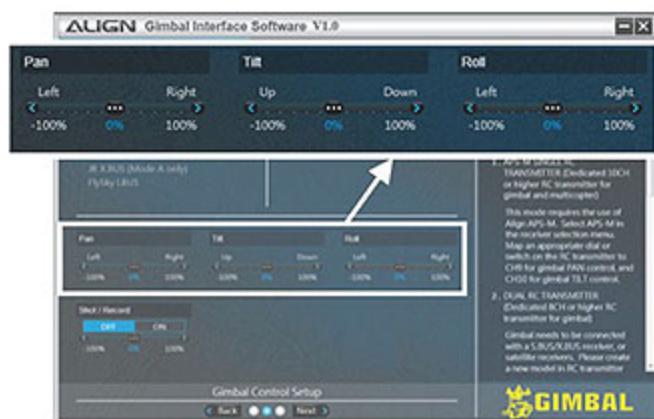 ALIGN Gimbal Interface Software V1.0
Pan Tilt Roll
Left Right Up Down Left Right
-100% 0% 100% -100% 0% 100% -100% 0% 100%
JR X.BUS (Mode A only)
FlySky I.BUS
Pan Tilt Roll
Left Right Up Down Left Right
-100% 0% 100% -100% 0% 100% -100% 0% 100%
Shot / Record
OFF ON
-100% 0% 100%
1. APS-M SINGLE RC
TRANSMITTER (Dedicated 10CH
or higher RC transmitter for
gimbal and multicopter)
This mode requires the use of
Align APS-M. Select APS-M in
the receiver selection menu.
Map an appropriate dial or
switch on the RC transmitter to
CH9 for gimbal PAN control, and
CH10 for gimbal TILT control.
2. DUAL RC TRANSMITTER
(Dedicated 8CH or higher RC
transmitter for gimbal)
Gimbal needs to be connected
with a S.BUS/X.BUS receiver, or
satellite receivers. Please create
a new model in RC transmitter
Gimbal Control Setup
Back Next
GIMBAL